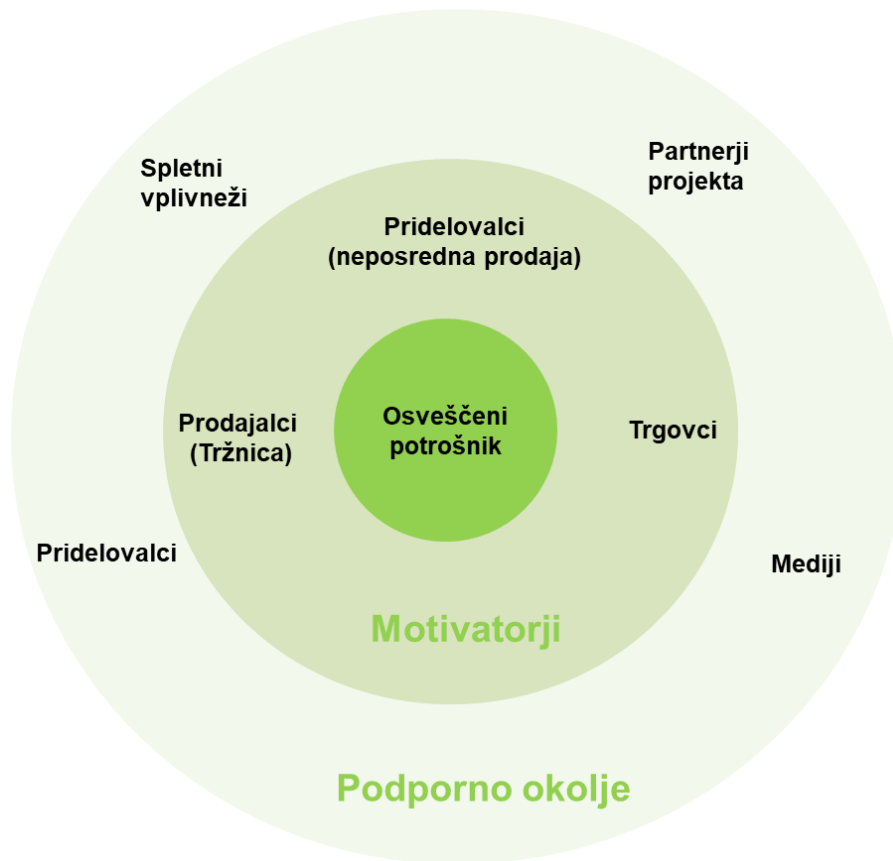 Spletni
vplivneži
Partnerji
projekta
Pridelovalci
(neposredna prodaja)
Prodajalci
(Tržnica)
Osveščeni
potrošnik
Trgovci
Pridelovalci
Mediji
Motivatorji
Podporno okolje